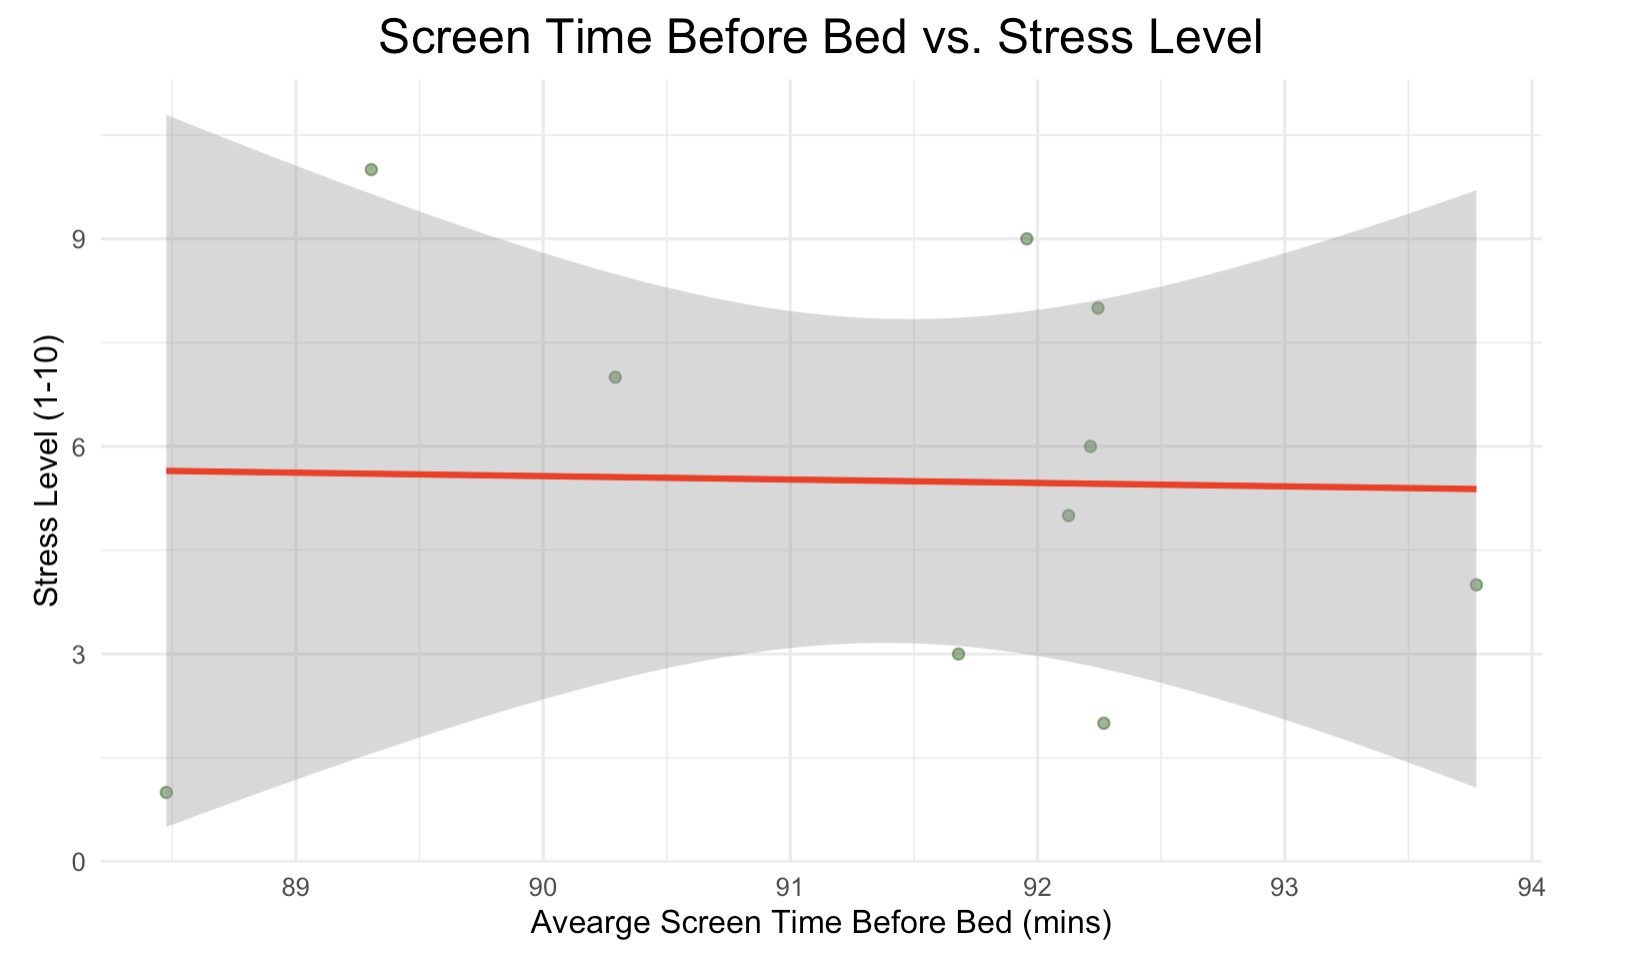 Screen Time Before Bed vs. Stress Level
Stress Level (1-10)
9
6
3
0
89 90 91 92 93 94
Avearge Screen Time Before Bed (mins)